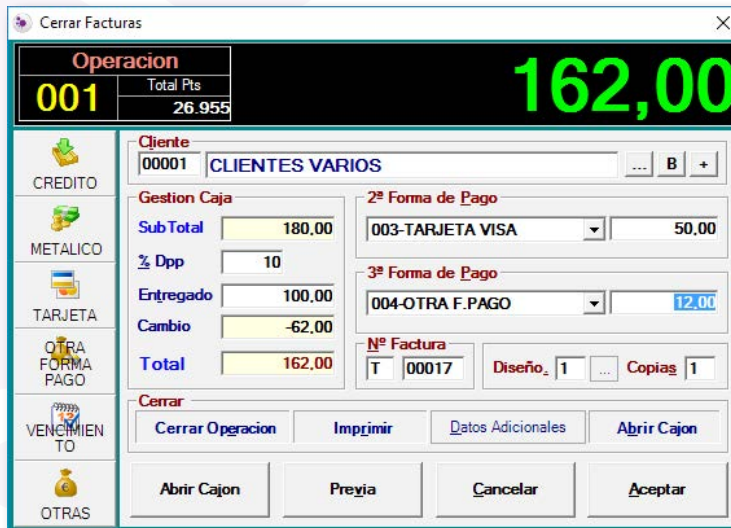 Cerrar Facturas
Operacion
001
Total Pts
26.955
162,00
CREDITO
METALICO
TARJETA
OTRA FORMA PAGO
VENCIMIENTO
OTRAS
Cliente
00001 CLIENTES VARIOS ... B +
Gestion Caja
SubTotal 180,00
% Dpp 10
Entregado 100,00
Cambio -62,00
Total 162,00
2ª Forma de Pago
003-TARJETA VISA 50,00
3ª Forma de Pago
004-OTRA F.PAGO 12,00
Nº Factura
T 00017
Diseño. 1 ... Copias 1
Cerrar
Cerrar Operacion Imprimir Datos Adicionales Abrir Cajon
Abrir Cajon Previa Cancelar Aceptar